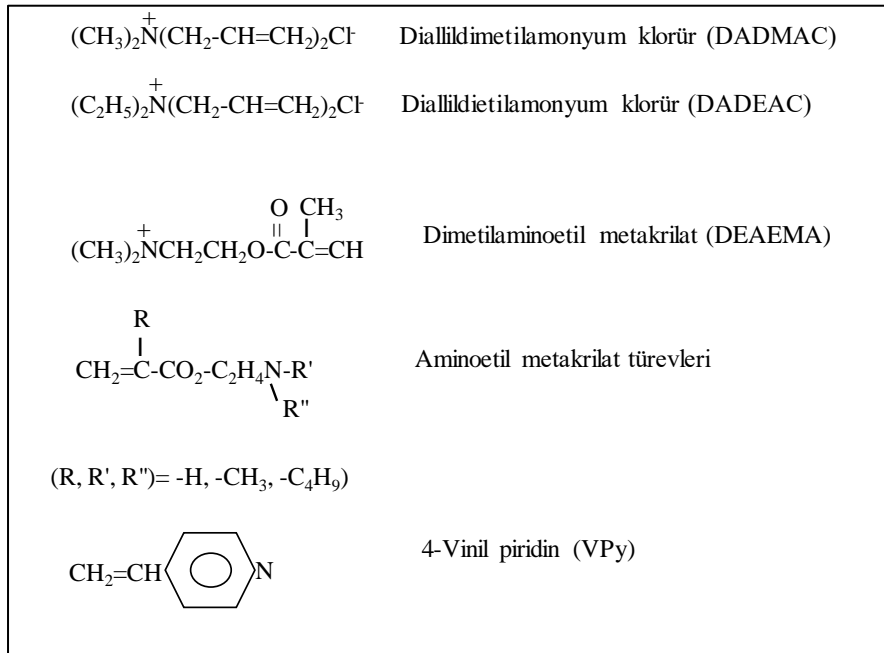 (CH₃)₂N⁺(CH₂-CH=CH₂)₂Cl⁻ Diallildimetilamonyum klorür (DADMAC)
(C₂H₅)₂N⁺(CH₂-CH=CH₂)₂Cl⁻ Diallildietilamonyum klorür (DADEAC)
O CH₃
(CH₃)₂N⁺CH₂CH₂O-C-C=CH Dimetilaminoetil metakrilat (DEAEMA)
R
CH₂=C-CO₂-C₂H₄N-R' Aminoetil metakrilat türevleri
R"
(R, R', R")= -H, -CH₃, -C₄H₉)
CH₂=CH N 4-Vinil piridin (VPy)